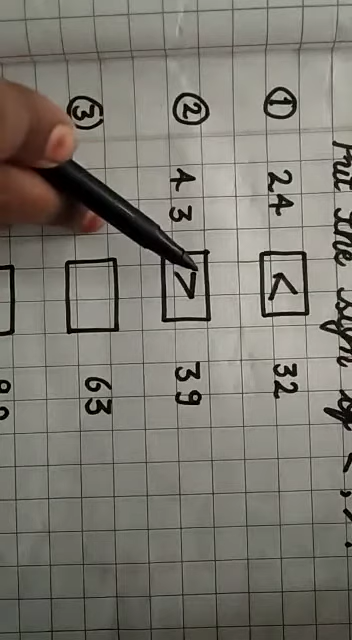 Put the sign of < , > ,
① 24 < 32
② 43 > 39
③ 63